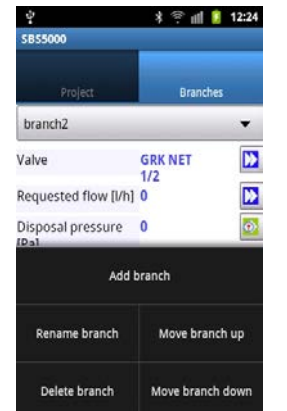 12:24
SBS5000
Project Branches
branch2
Valve GRK NET
1/2
Requested flow [l/h] 0
Disposal pressure 0
[Pa]
Add branch
Rename branch Move branch up
Delete branch Move branch down